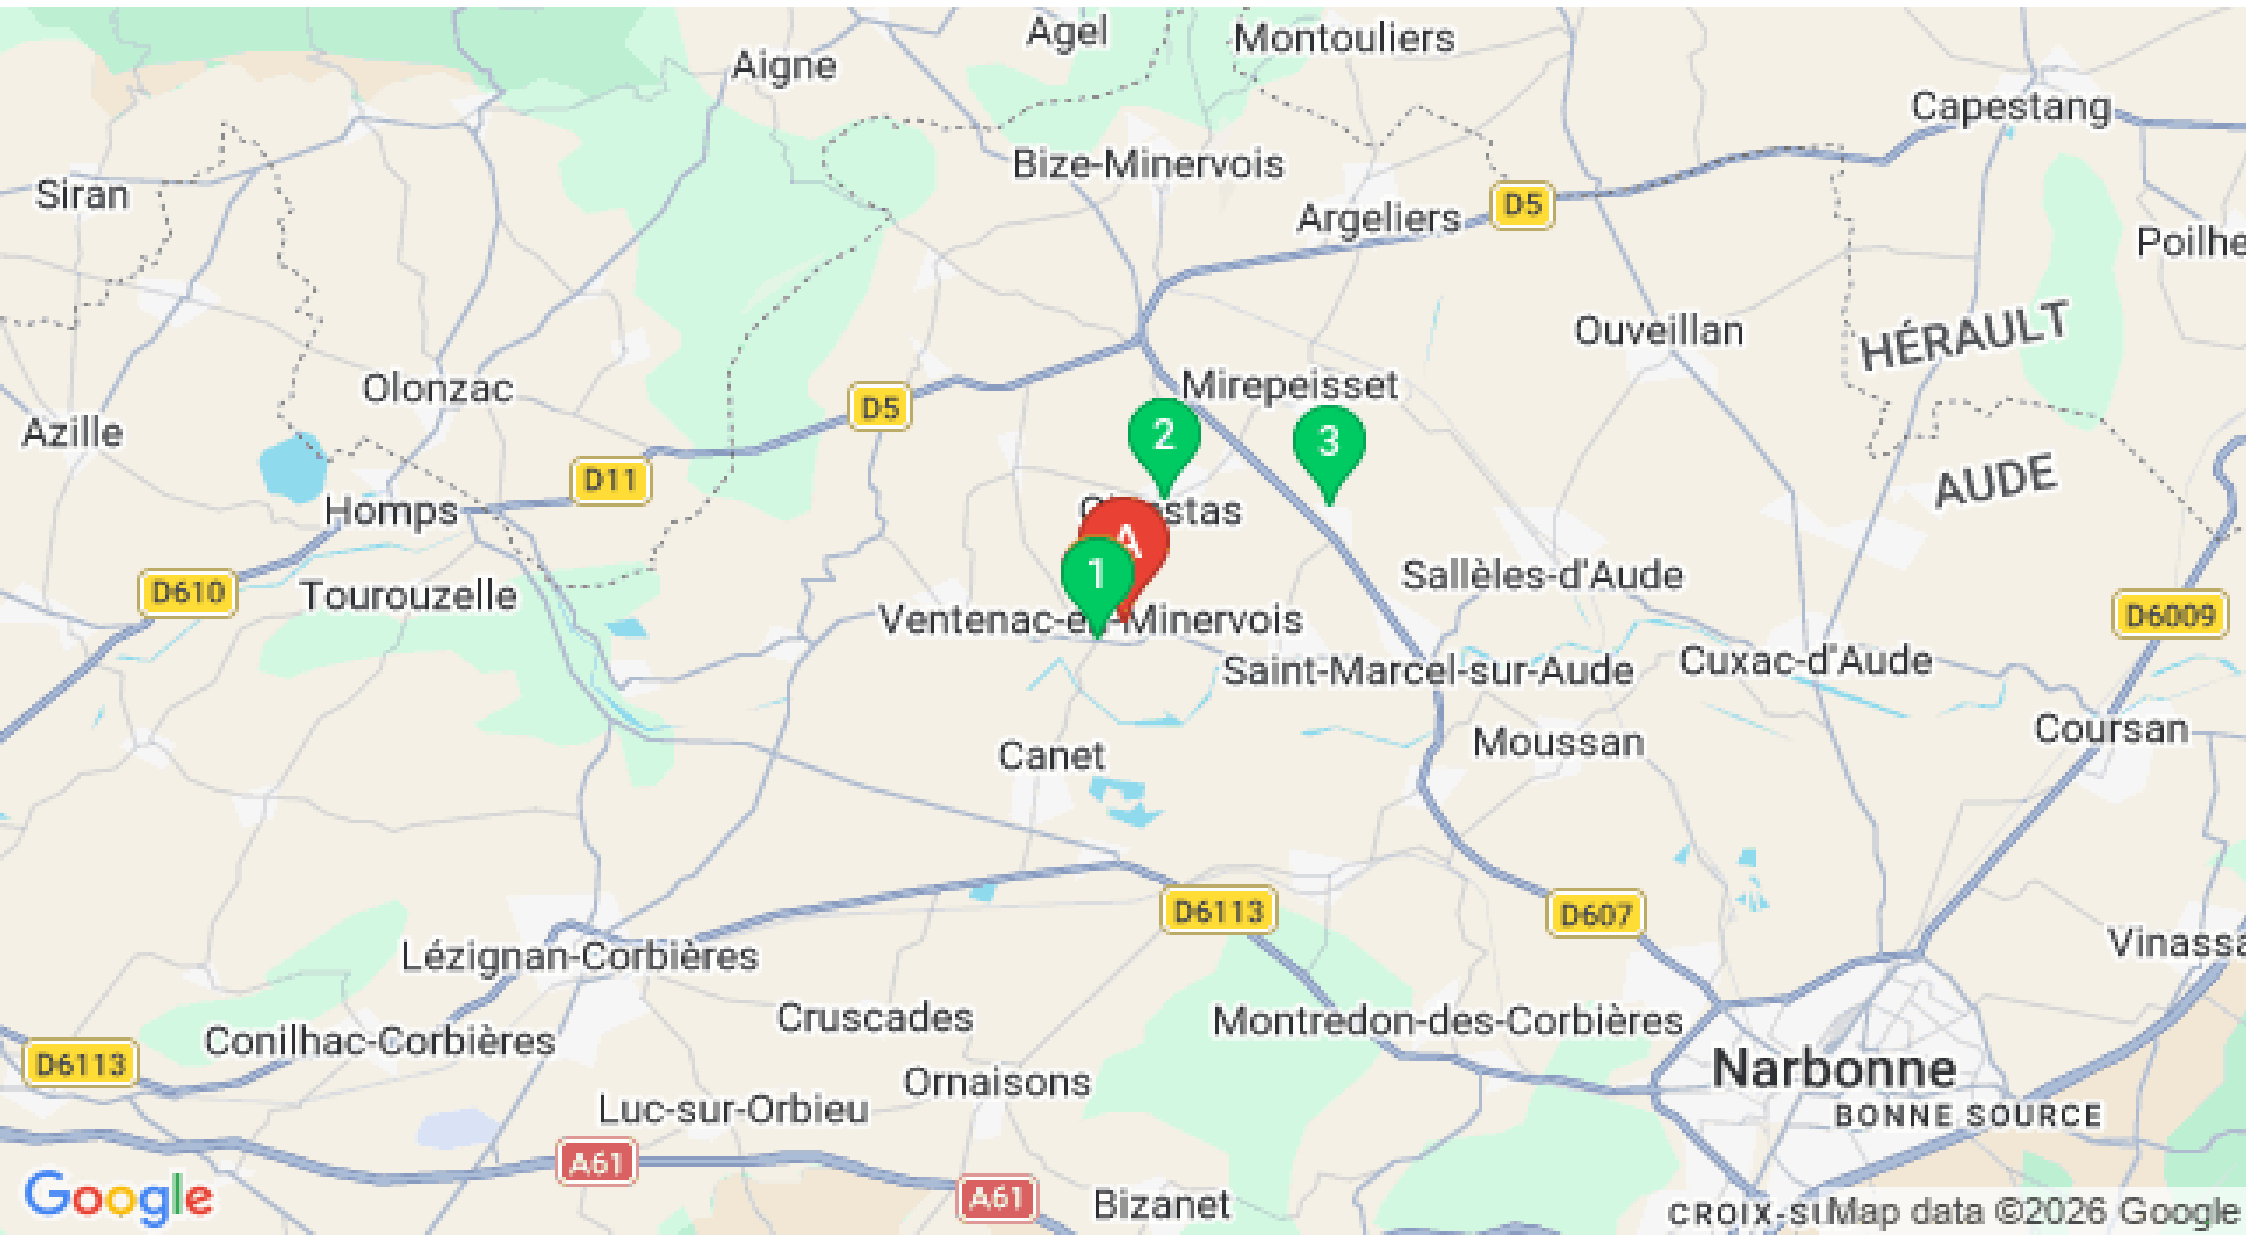 Agel
Montouliers
Aigne
Capestang
Bize-Minervois
Siran
D5
Argeliers
Poilhe
HÉRAULT
Ouveillan
Olonzac
Mirepeisset
D5
Azille
2
3
AUDE
D11
Homps
stas
A
1
Sallèles-d'Aude
D610
Tourouzelle
D6009
Ventenac-en-Minervois
Saint-Marcel-sur-Aude
Cuxac-d'Aude
Coursan
Moussan
Canet
D6113
D607
Vinassa
Lézignan-Corbières
Cruscades
Montredon-des-Corbières
Conilhac-Corbières
D6113
Narbonne
Ornaisons
Luc-sur-Orbieu
BONNE SOURCE
A61
Google
A61
Bizanet
CROIX-SU
Map data ©2026 Google